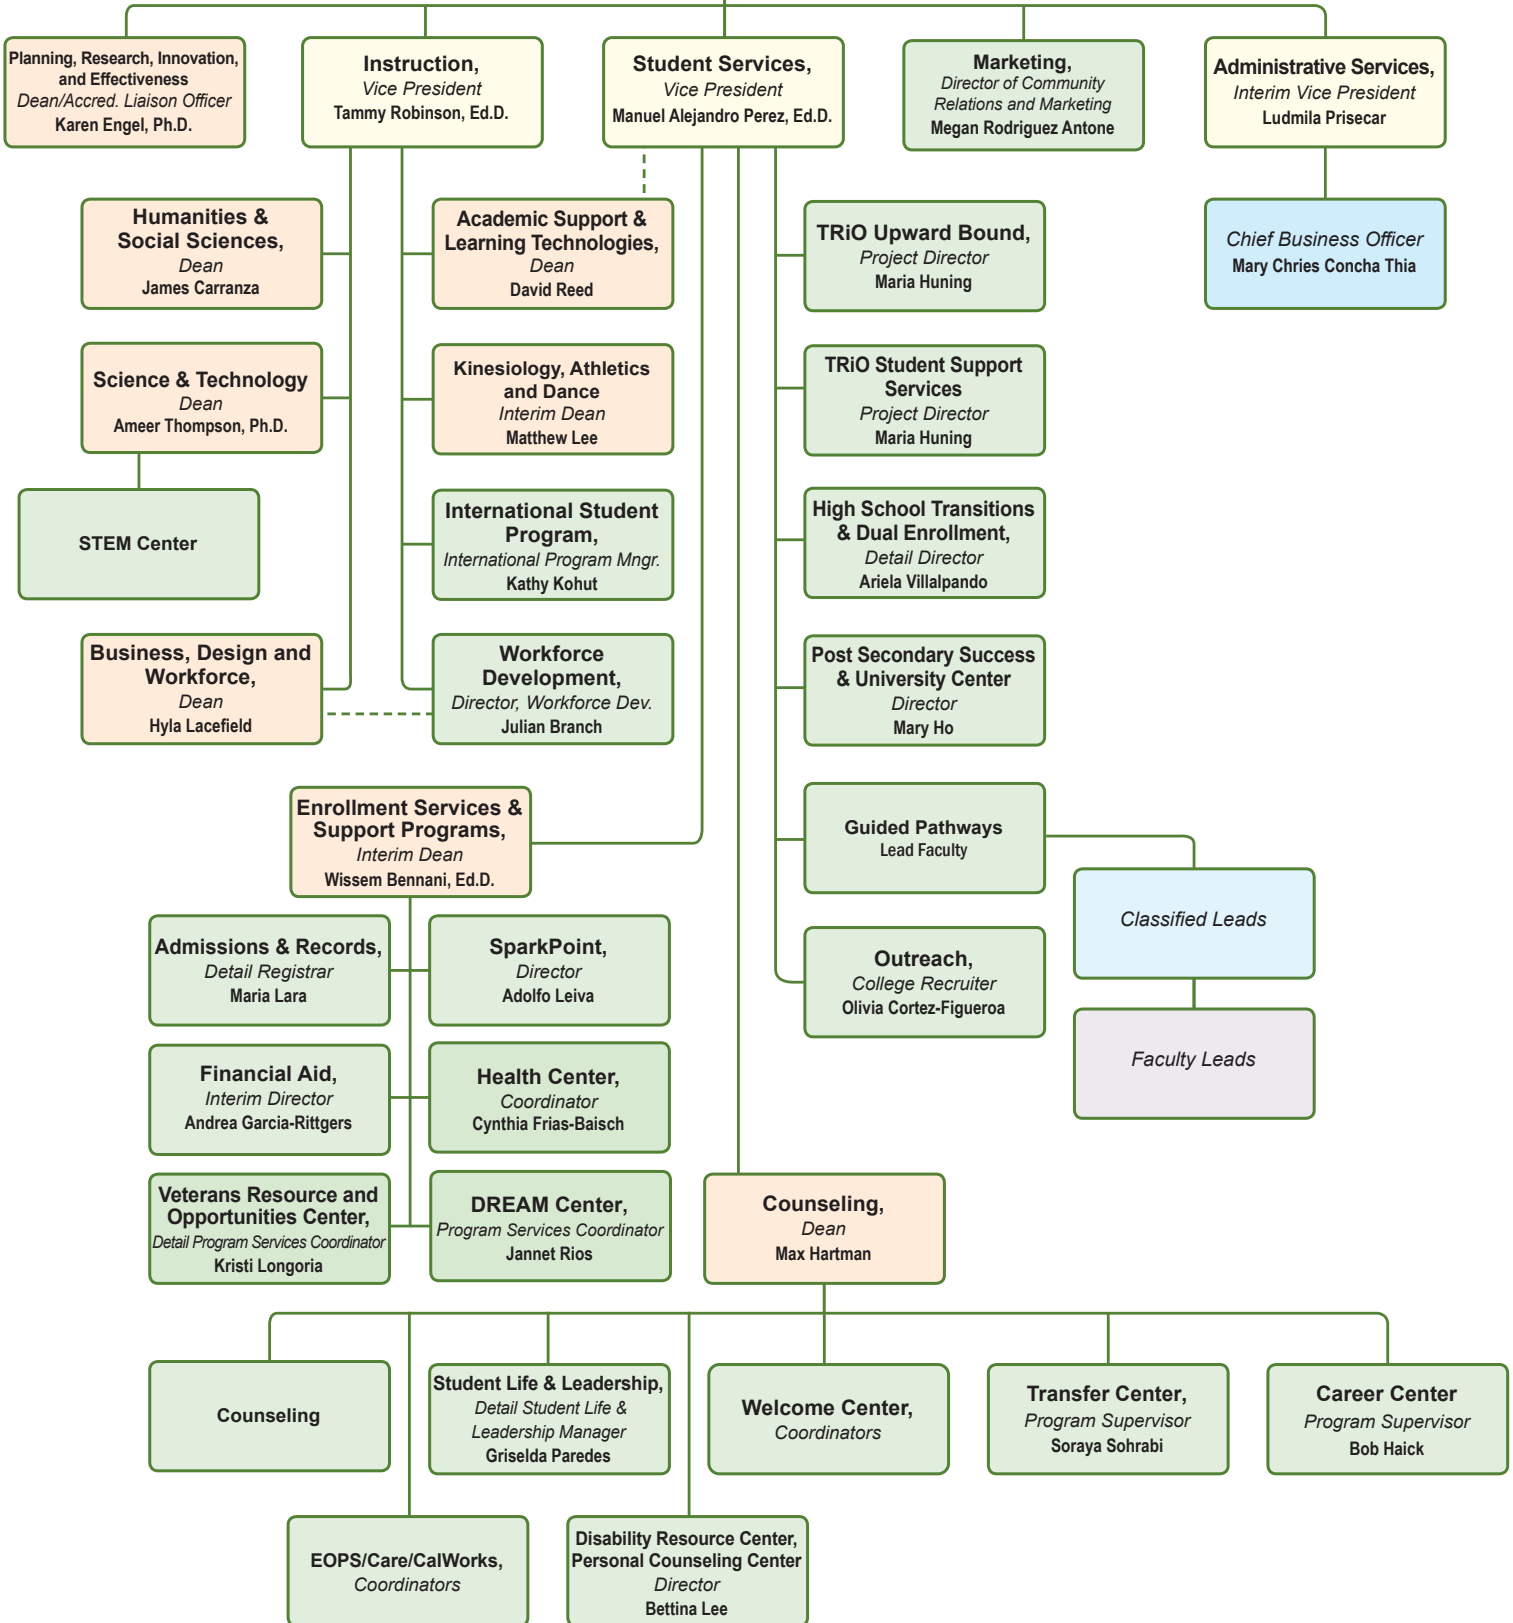 Planning, Research, Innovation,
and Effectiveness
Dean/Accred. Liaison Officer
Karen Engel, Ph.D.
Instruction,
Vice President
Tammy Robinson, Ed.D.
Student Services,
Vice President
Manuel Alejandro Perez, Ed.D.
Marketing,
Director of Community
Relations and Marketing
Megan Rodriguez Antone
Administrative Services,
Interim Vice President
Ludmila Prisecar
Humanities &
Social Sciences,
Dean
James Carranza
Academic Support &
Learning Technologies,
Dean
David Reed
TRiO Upward Bound,
Project Director
Maria Huning
Chief Business Officer
Mary Chries Concha Thia
Science & Technology
Dean
Ameer Thompson, Ph.D.
Kinesiology, Athletics
and Dance
Interim Dean
Matthew Lee
TRiO Student Support
Services
Project Director
Maria Huning
STEM Center
International Student
Program,
International Program Mngr.
Kathy Kohut
High School Transitions
& Dual Enrollment,
Detail Director
Ariela Villalpando
Business, Design and
Workforce,
Dean
Hyla Lacefield
Workforce
Development,
Director, Workforce Dev.
Julian Branch
Post Secondary Success
& University Center
Director
Mary Ho
Enrollment Services &
Support Programs,
Interim Dean
Wissem Bennani, Ed.D.
Guided Pathways
Lead Faculty
Classified Leads
Admissions & Records,
Detail Registrar
Maria Lara
SparkPoint,
Director
Adolfo Leiva
Outreach,
College Recruiter
Olivia Cortez-Figueroa
Faculty Leads
Financial Aid,
Interim Director
Andrea Garcia-Rittgers
Health Center,
Coordinator
Cynthia Frias-Baisch
Veterans Resource and
Opportunities Center,
Detail Program Services Coordinator
Kristi Longoria
DREAM Center,
Program Services Coordinator
Jannet Rios
Counseling,
Dean
Max Hartman
Counseling
Student Life & Leadership,
Detail Student Life &
Leadership Manager
Griselda Paredes
Welcome Center,
Coordinators
Transfer Center,
Program Supervisor
Soraya Sohrabi
Career Center
Program Supervisor
Bob Haick
EOPS/Care/CalWorks,
Coordinators
Disability Resource Center,
Personal Counseling Center
Director
Bettina Lee